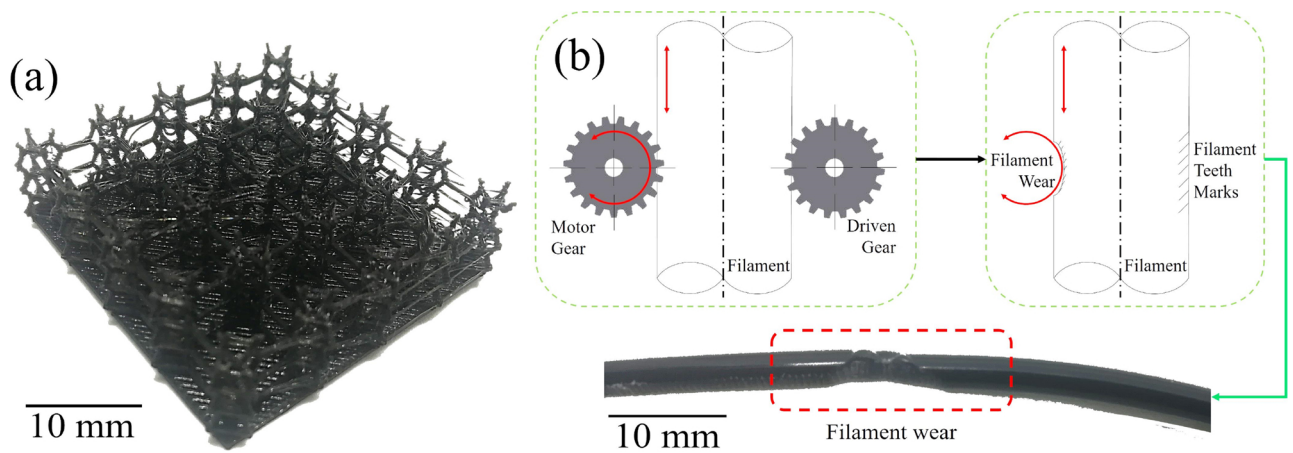 (a)
10 mm
(b)
Motor
Gear
Driven
Gear
Filament
Filament
Wear
Filament
Teeth
Marks
Filament
10 mm
Filament wear